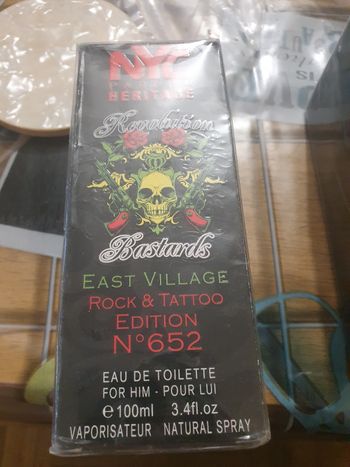 NYC
HERITAGE
Revolution
Bastards
EAST VILLAGE
ROCK & TATTOO
EDITION
N°652
EAU DE TOILETTE
FOR HIM - POUR LUI
e 100ml 3.4fl.oz
VAPORISATEUR NATURAL SPRAY